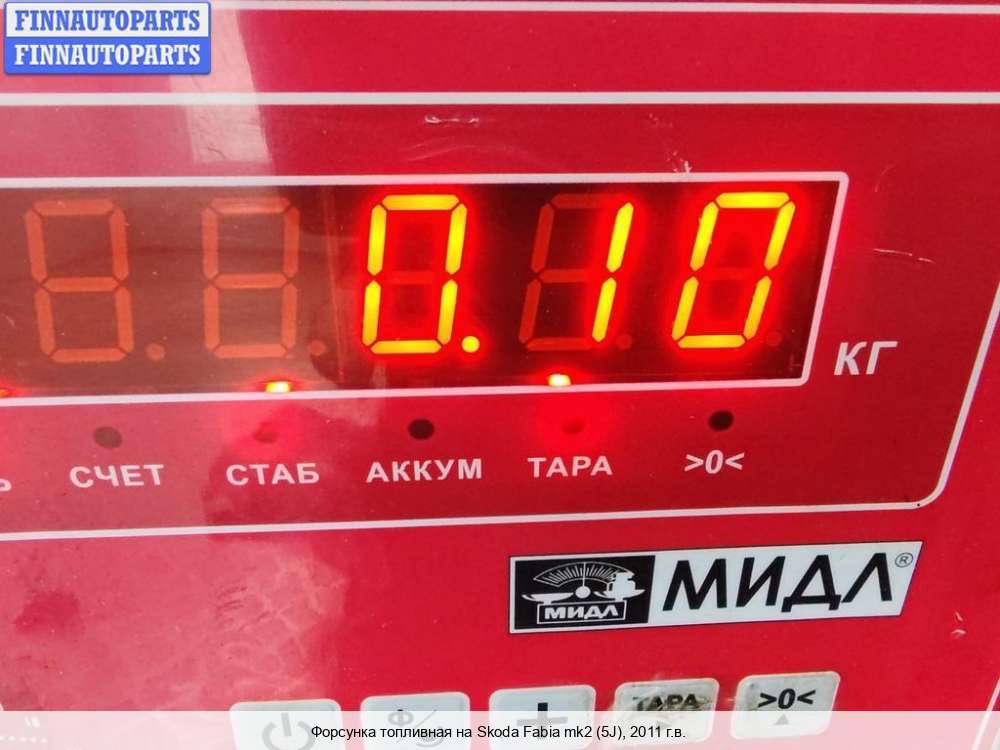 FINNAUTOPARTS
FINNAUTOPARTS
0.10
КГ
СЧЕТ СТАБ АККУМ ТАРА >0<
МИДЛ МИДЛ®
ТАРА >0<
Форсунка топливная на Skoda Fabia mk2 (5J), 2011 г.в.